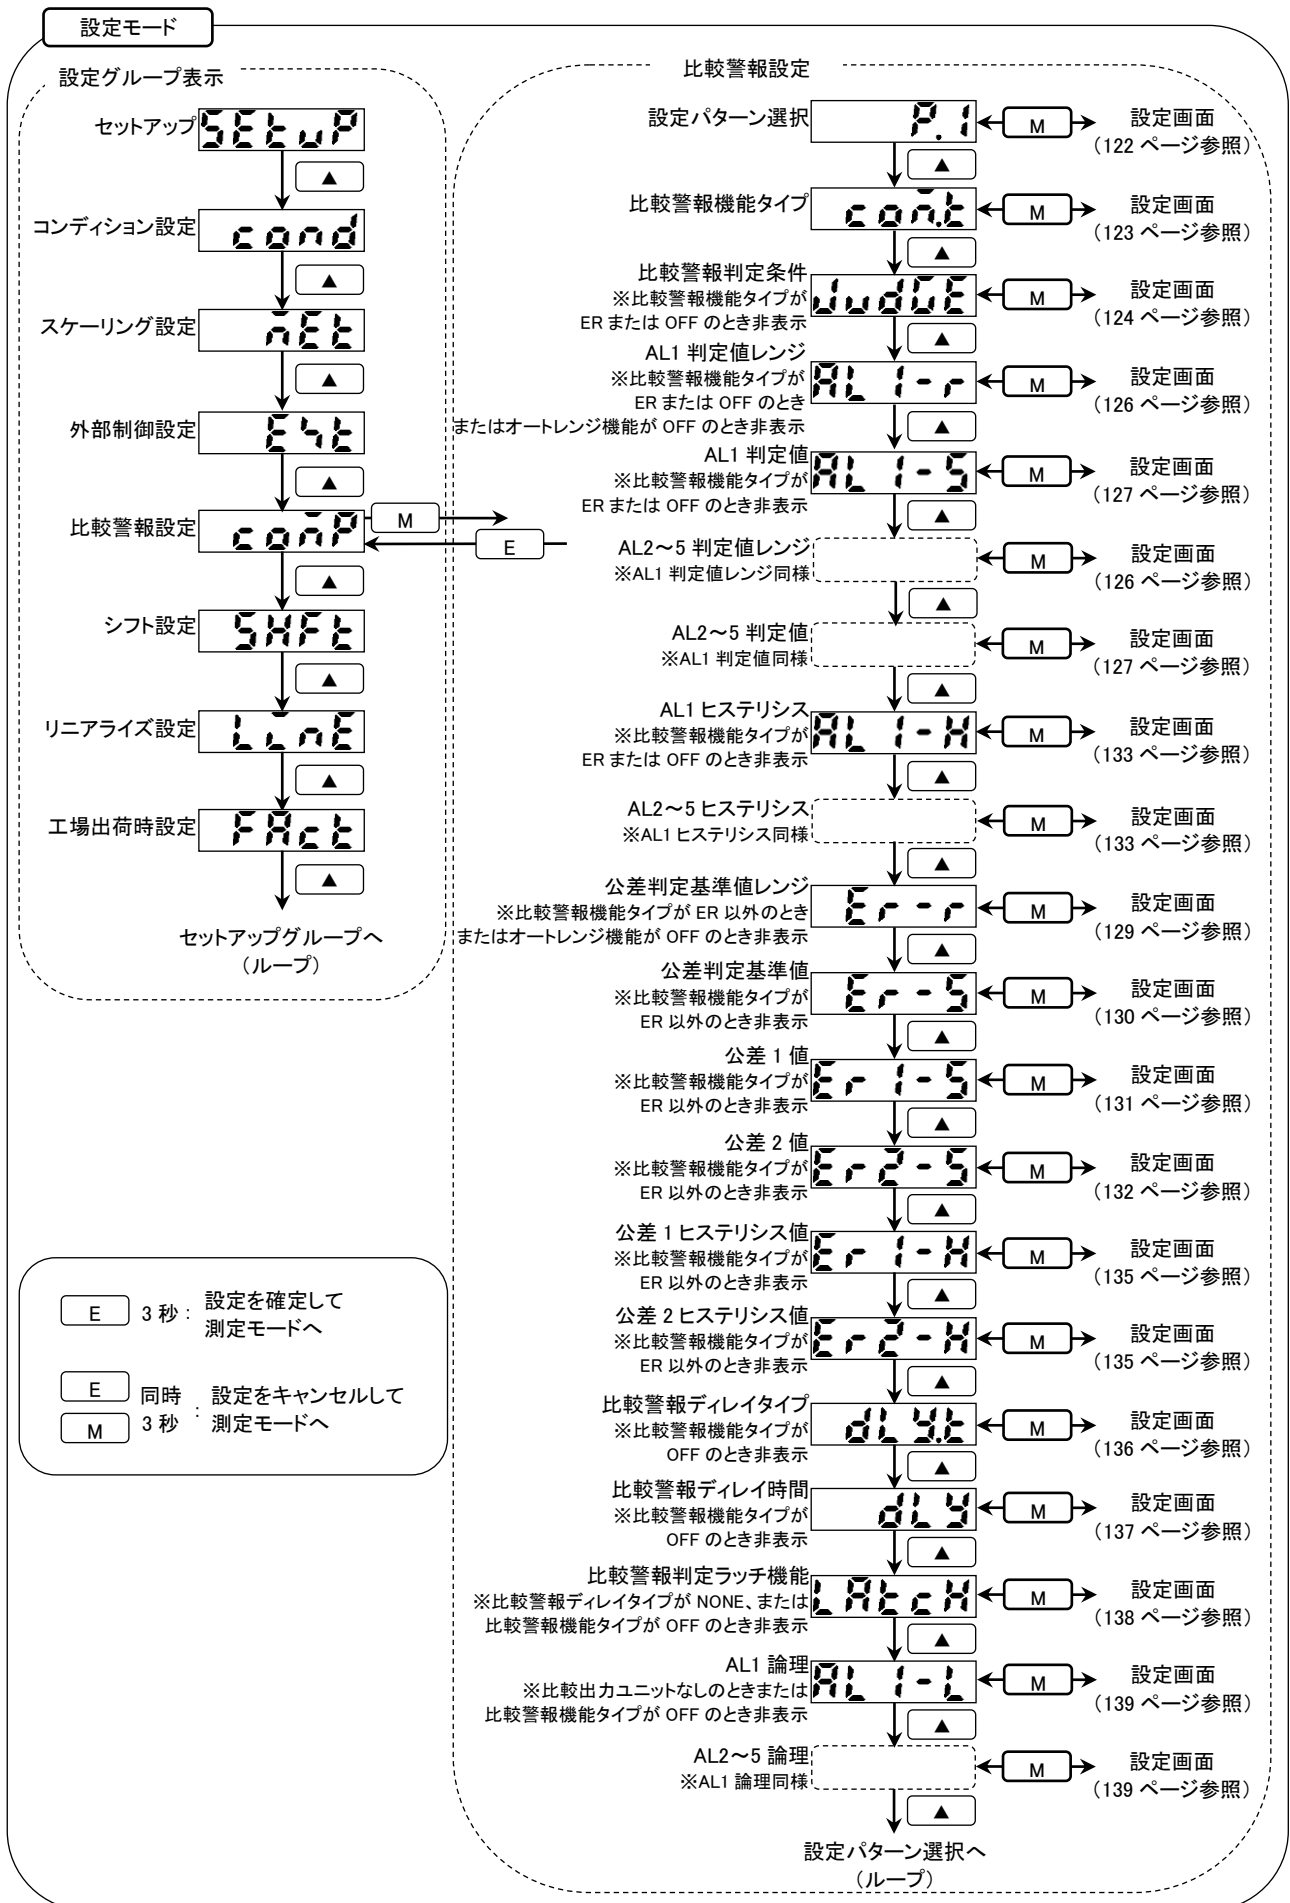 設定モード
設定グループ表示
セットアップ
SEtuP
▲
コンディション設定
cond
▲
スケーリング設定
mEt
▲
外部制御設定
Eyt
▲
比較警報設定
comP
M
E
▲
シフト設定
SHFt
▲
リニアライズ設定
LinE
▲
工場出荷時設定
FAct
▲
セットアップグループへ
(ループ)
E 3 秒 : 設定を確定して
測定モードへ
E 同時 設定をキャンセルして
M 3 秒 : 測定モードへ
比較警報設定
設定パターン選択 P.1 M 設定画面
(122 ページ参照)
▲
比較警報機能タイプ com.t M 設定画面
(123 ページ参照)
▲
比較警報判定条件
※比較警報機能タイプが
ER または OFF のとき非表示
JudGE M 設定画面
(124 ページ参照)
▲
AL1 判定値レンジ
※比較警報機能タイプが
ER または OFF のとき
またはオートレンジ機能が OFF のとき非表示
AL1-r M 設定画面
(126 ページ参照)
▲
AL1 判定値
※比較警報機能タイプが
ER または OFF のとき非表示
AL1-S M 設定画面
(127 ページ参照)
▲
AL2～5 判定値レンジ
※AL1 判定値レンジ同様
M 設定画面
(126 ページ参照)
▲
AL2～5 判定値
※AL1 判定値同様
M 設定画面
(127 ページ参照)
▲
AL1 ヒステリシス
※比較警報機能タイプが
ER または OFF のとき非表示
AL1-H M 設定画面
(133 ページ参照)
▲
AL2～5 ヒステリシス
※AL1 ヒステリシス同様
M 設定画面
(133 ページ参照)
▲
公差判定基準値レンジ
※比較警報機能タイプが ER 以外のとき
またはオートレンジ機能が OFF のとき非表示
Er-r M 設定画面
(129 ページ参照)
▲
公差判定基準値
※比較警報機能タイプが
ER 以外のとき非表示
Er-S M 設定画面
(130 ページ参照)
▲
公差 1 値
※比較警報機能タイプが
ER 以外のとき非表示
Er1-S M 設定画面
(131 ページ参照)
▲
公差 2 値
※比較警報機能タイプが
ER 以外のとき非表示
Er2-S M 設定画面
(132 ページ参照)
▲
公差 1 ヒステリシス値
※比較警報機能タイプが
ER 以外のとき非表示
Er1-H M 設定画面
(135 ページ参照)
▲
公差 2 ヒステリシス値
※比較警報機能タイプが
ER 以外のとき非表示
Er2-H M 設定画面
(135 ページ参照)
▲
比較警報ディレイタイプ
※比較警報機能タイプが
OFF のとき非表示
dLY.t M 設定画面
(136 ページ参照)
▲
比較警報ディレイ時間
※比較警報機能タイプが
OFF のとき非表示
dLY M 設定画面
(137 ページ参照)
▲
比較警報判定ラッチ機能
※比較警報ディレイタイプが NONE、または
比較警報機能タイプが OFF のとき非表示
LAtcH M 設定画面
(138 ページ参照)
▲
AL1 論理
※比較出力ユニットなしのときまたは
比較警報機能タイプが OFF のとき非表示
AL1-L M 設定画面
(139 ページ参照)
▲
AL2～5 論理
※AL1 論理同様
M 設定画面
(139 ページ参照)
▲
設定パターン選択へ
(ループ)